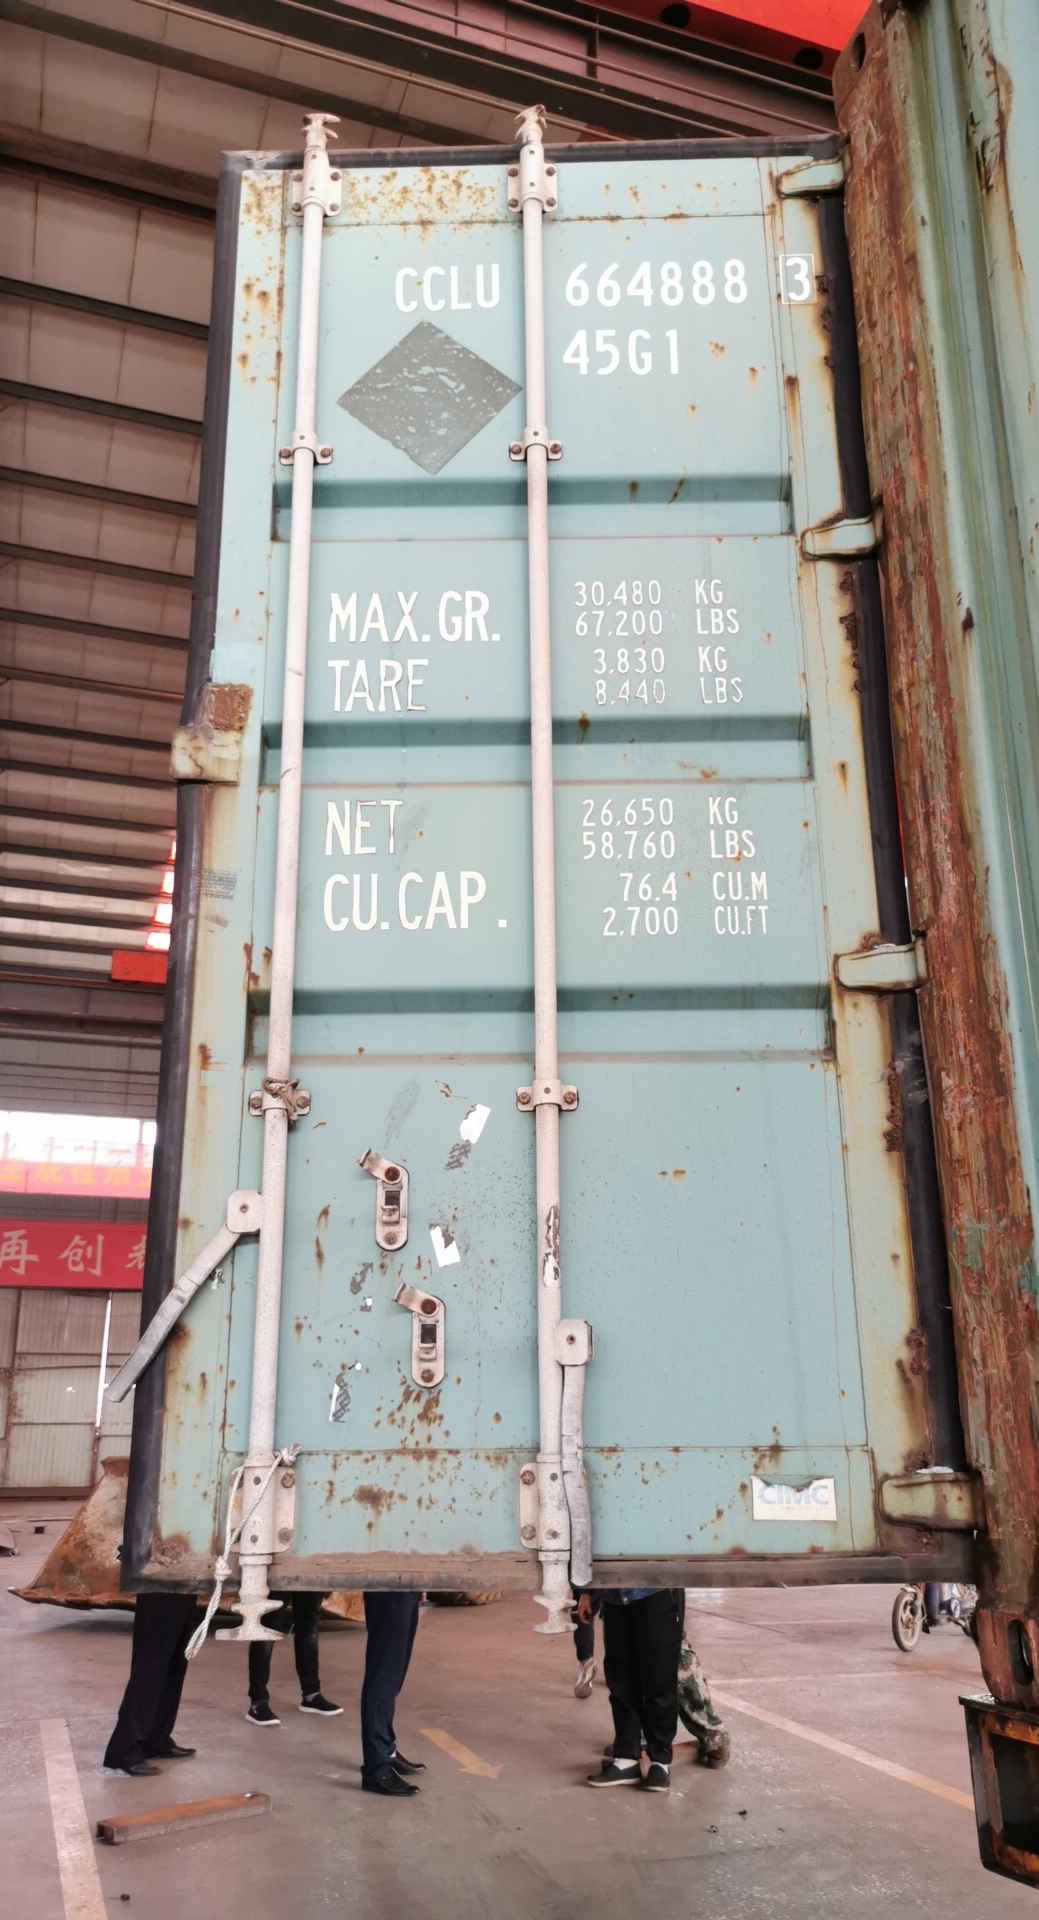 CCLU 664888 3
45G1
MAX.GR. 30,480 KG
67,200 LBS
TARE 3,830 KG
8,440 LBS
NET 26,650 KG
58,760 LBS
CU.CAP. 76.4 CU.M
2,700 CU.FT
再创
CIMC